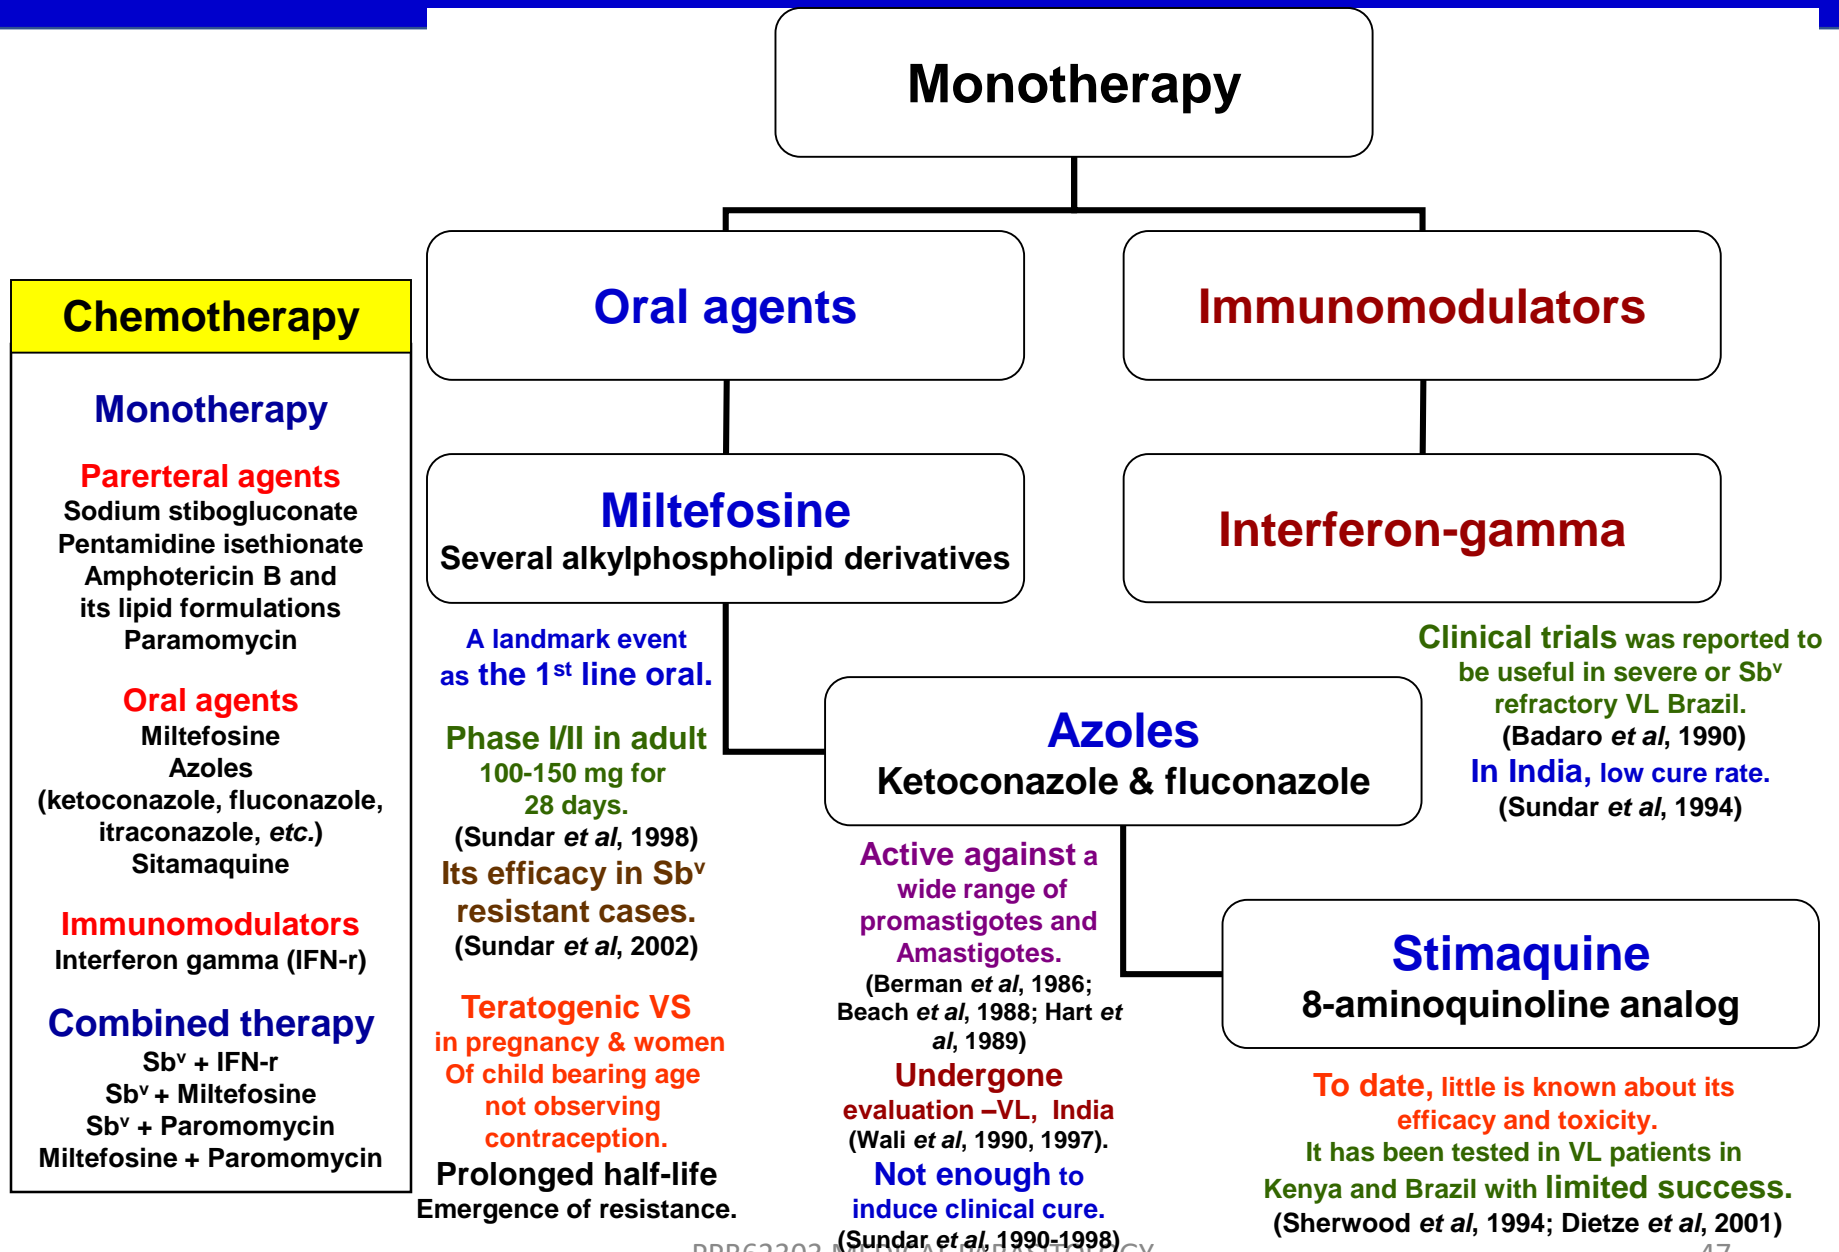 Monotherapy
Oral agents
Immunomodulators
Chemotherapy
Monotherapy
Parerteral agents
Sodium stibogluconate
Pentamidine isethionate
Amphotericin B and
its lipid formulations
Paramomycin
Oral agents
Miltefosine
Azoles
(ketoconazole, fluconazole,
itraconazole, etc.)
Sitamaquine
Immunomodulators
Interferon gamma (IFN-r)
Combined therapy
Sbᵛ + IFN-r
Sbᵛ + Miltefosine
Sbᵛ + Paromomycin
Miltefosine + Paromomycin
Miltefosine
Several alkylphospholipid derivatives
A landmark event
as the 1ˢᵗ line oral.
Phase I/II in adult
100-150 mg for
28 days.
(Sundar et al, 1998)
Its efficacy in Sbᵛ
resistant cases.
(Sundar et al, 2002)
Teratogenic VS
in pregnancy & women
Of child bearing age
not observing
contraception.
Prolonged half-life
Emergence of resistance.
Azoles
Ketoconazole & fluconazole
Active against a
wide range of
promastigotes and
Amastigotes.
(Berman et al, 1986;
Beach et al, 1988; Hart et
al, 1989)
Undergone
evaluation –VL, India
(Wali et al, 1990, 1997).
Not enough to
induce clinical cure.
(Sundar et al, 1990-1998)
Interferon-gamma
Clinical trials was reported to
be useful in severe or Sbᵛ
refractory VL Brazil.
(Badaro et al, 1990)
In India, low cure rate.
(Sundar et al, 1994)
Stimaquine
8-aminoquinoline analog
To date, little is known about its
efficacy and toxicity.
It has been tested in VL patients in
Kenya and Brazil with limited success.
(Sherwood et al, 1994; Dietze et al, 2001)
MEDICAL PARASITOLOGY
47